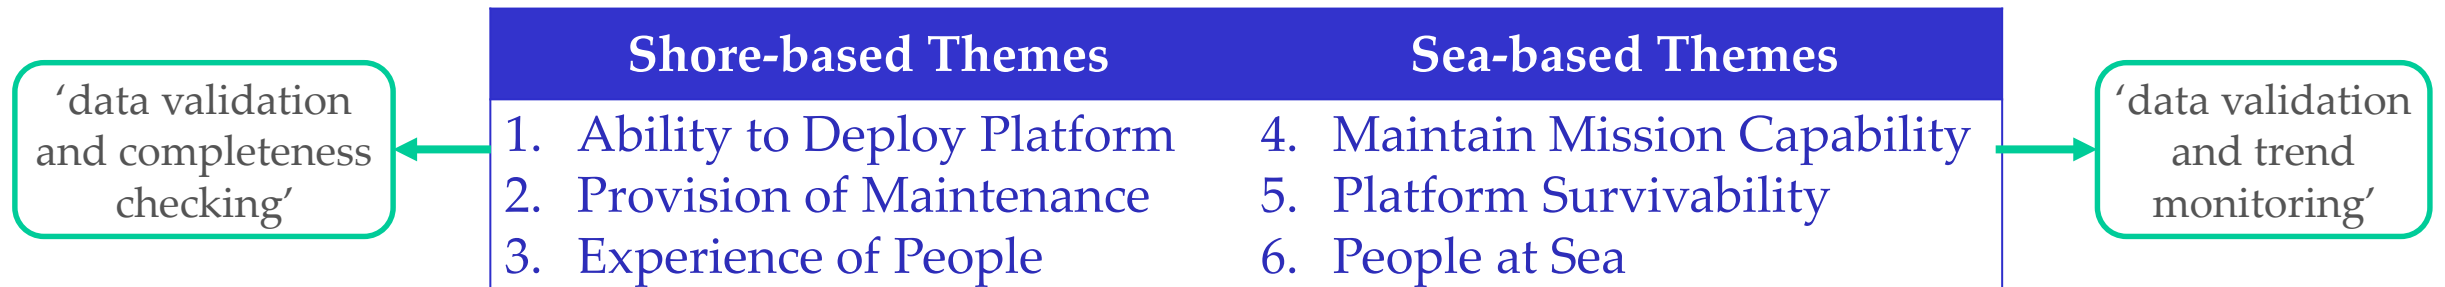 ‘data validation
and completeness
checking’
Shore-based Themes
1. Ability to Deploy Platform
2. Provision of Maintenance
3. Experience of People
Sea-based Themes
4. Maintain Mission Capability
5. Platform Survivability
6. People at Sea
‘data validation
and trend
monitoring’